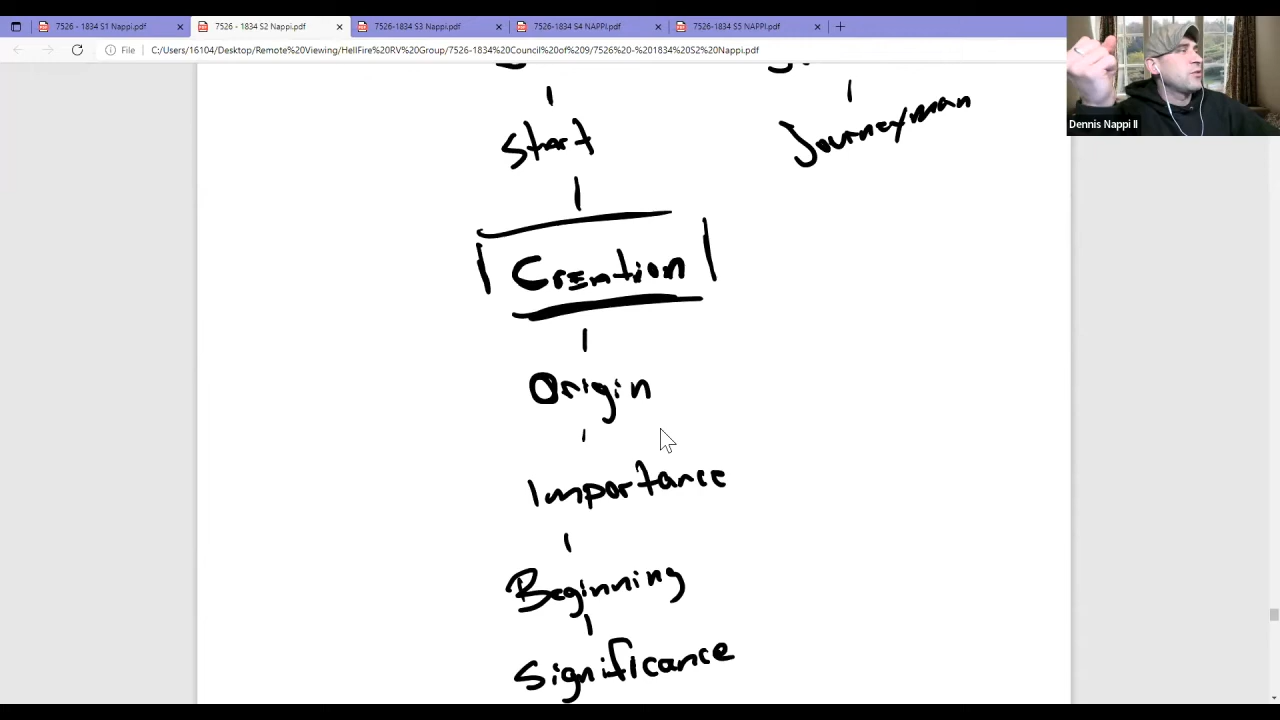 7526 - 1834 S1 Nappi.pdf
7526 - 1834 S2 Nappi.pdf
7526-1834 S3 Nappi.pdf
7526-1834 S4 NAPPI.pdf
7526-1834 S5 NAPPI.pdf
File
C:/Users/16104/Desktop/Remote%20Viewing/HellFire%20RV%20Group/7526-1834%20Council%20of%209/7526%20-%201834%20S2%20Nappi.pdf
Dennis Nappi II
Start
Journeyman
Creation
Origin
Importance
Beginning
Significance